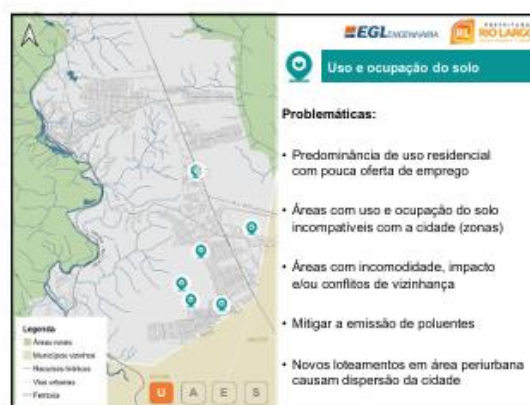 EGL ENGENHARIA
PREFEITURA
RL RIO LARGO
Uso e ocupação do solo
Problemáticas:
• Predominância de uso residencial
com pouca oferta de emprego
• Áreas com uso e ocupação do solo
incompatíveis com a cidade (zonas)
• Áreas com incomodidade, impacto
e/ou conflitos de vizinhança
• Mitigar a emissão de poluentes
• Novos loteamentos em área periurbana
causam dispersão da cidade
Legenda
Áreas rurais
Municípios vizinhos
Recursos hídricos
Vias urbanas
Ferrovia
U A E S